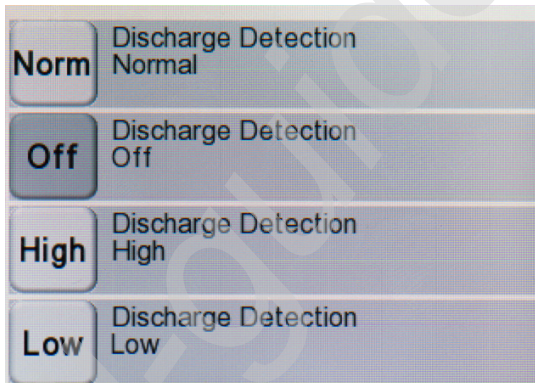 Norm
Discharge Detection
Normal
Off
Discharge Detection
Off
High
Discharge Detection
High
Low
Discharge Detection
Low